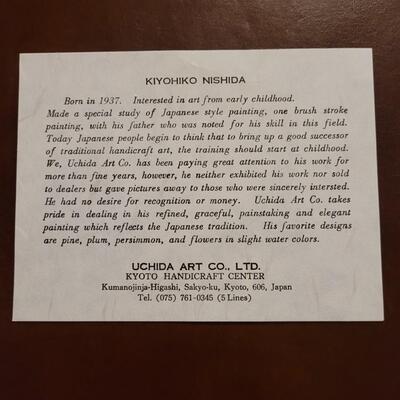 KIYOHIKO NISHIDA
Born in 1937. Interested in art from early childhood.
Made a special study of Japanese style painting, one brush stroke
painting, with his father who was noted for his skill in this field.
Today Japanese people begin to think that to bring up a good successor
of traditional handicraft art, the training should start at childhood.
We, Uchida Art Co. has been paying great attention to his work for
more than fine years, however, he neither exhibited his work nor sold
to dealers but gave pictures away to those who were sincerely intersted.
He had no desire for recognition or money. Uchida Art Co. takes
pride in dealing in his refined, graceful, painstaking and elegant
painting which reflects the Japanese tradition. His favorite designs
are pine, plum, persimmon, and flowers in slight water colors.
UCHIDA ART CO., LTD.
KYOTO HANDICRAFT CENTER
Kumanojinja-Higashi, Sakyo-ku, Kyoto, 606, Japan
Tel. (075) 761-0345 (5 Lines)